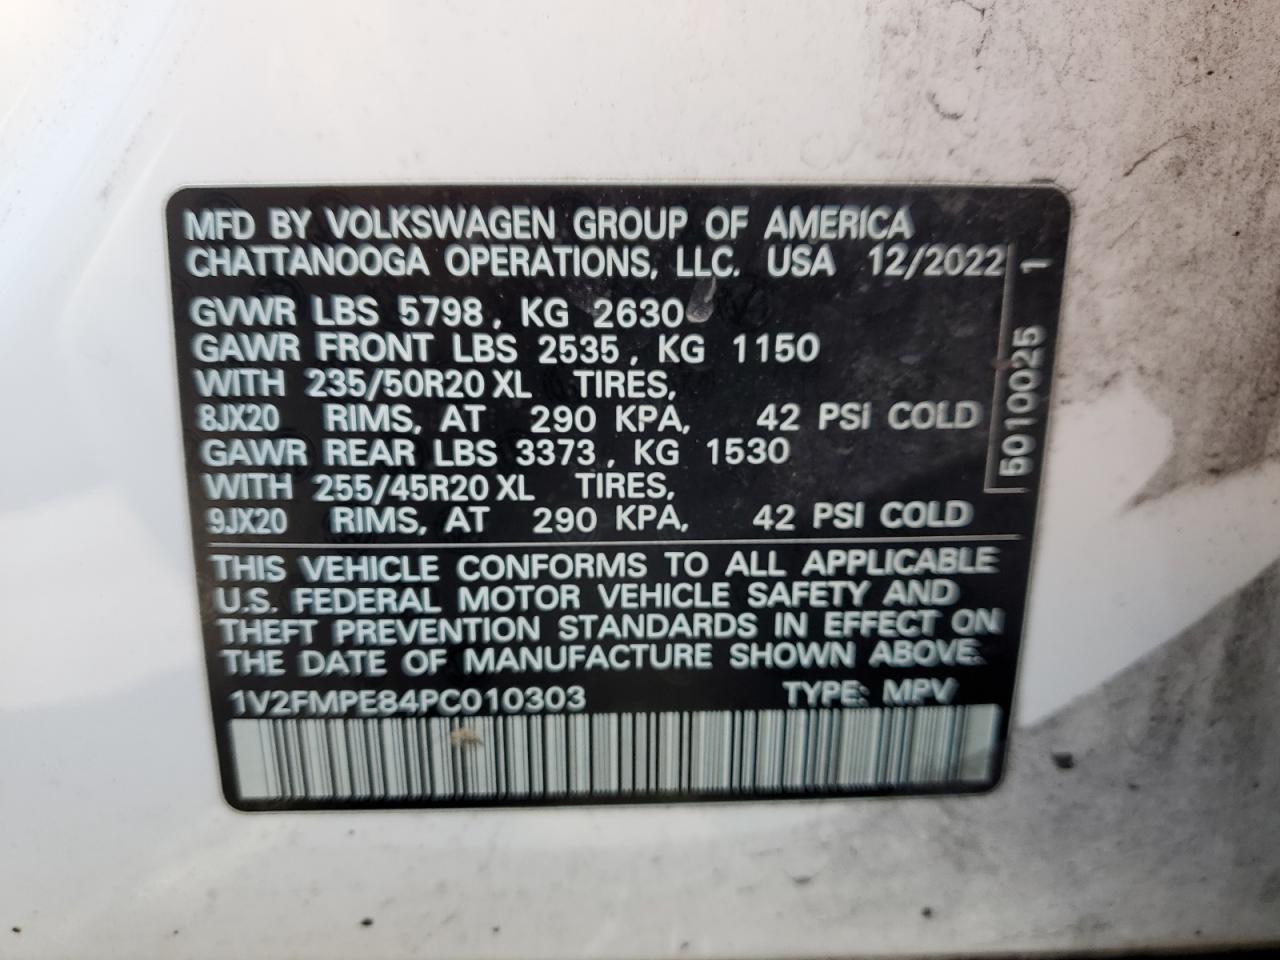 MFD BY VOLKSWAGEN GROUP OF AMERICA
CHATTANOOGA OPERATIONS, LLC. USA 12/2022
GVWR LBS 5798, KG 2630
GAWR FRONT LBS 2535, KG 1150
WITH 235/50R20 XL TIRES,
8JX20 RIMS, AT 290 KPA, 42 PSi COLD
GAWR REAR LBS 3373, KG 1530
WITH 255/45R20 XL TIRES,
9JX20 RIMS, AT 290 KPA, 42 PSI COLD
5010025 1
THIS VEHICLE CONFORMS TO ALL APPLICABLE
U.S. FEDERAL MOTOR VEHICLE SAFETY AND
THEFT PREVENTION STANDARDS IN EFFECT ON
THE DATE OF MANUFACTURE SHOWN ABOVE.
1V2FMPE84PC010303 TYPE: MPV